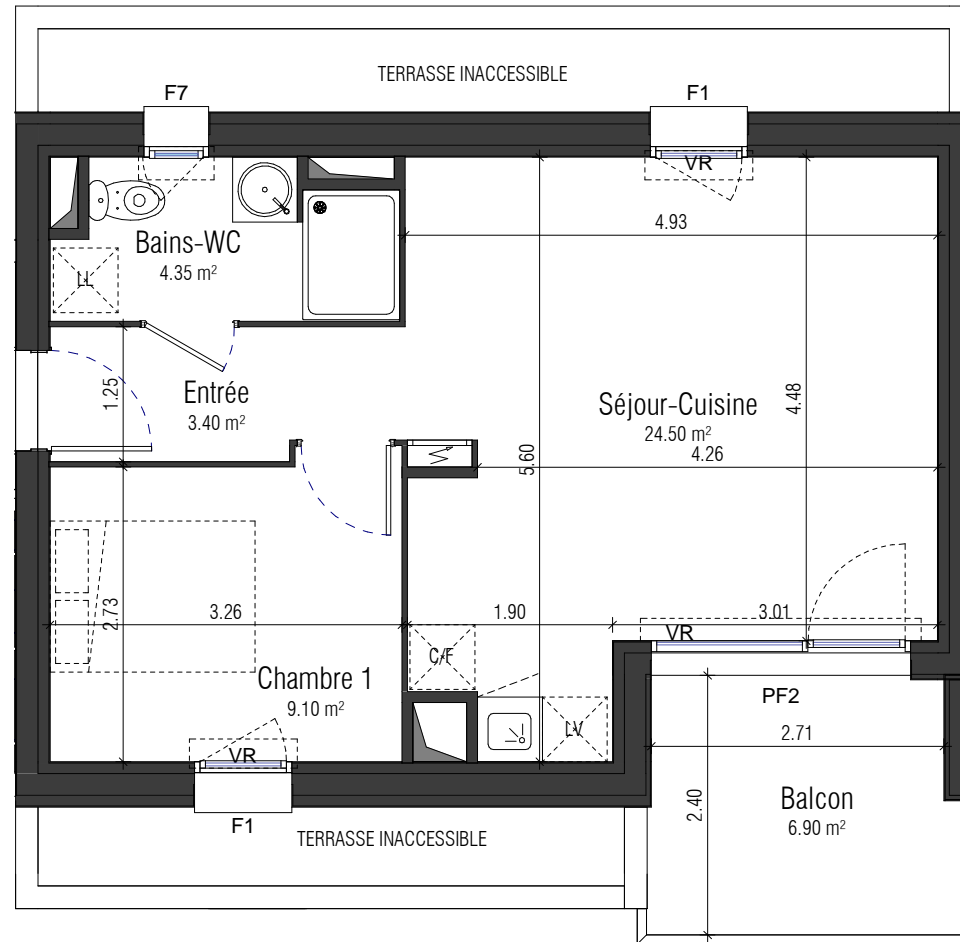 TERRASSE INACCESSIBLE
F7
F1
VR
4.93
Bains-WC
4.35 m²
LL
1.25
Entrée
3.40 m²
Séjour-Cuisine
24.50 m²
4.48
4.26
5.60
2.73
3.26
1.90
3.01
VR
C/F
Chambre 1
9.10 m²
LV
PF2
2.71
VR
F1
2.40
Balcon
6.90 m²
TERRASSE INACCESSIBLE